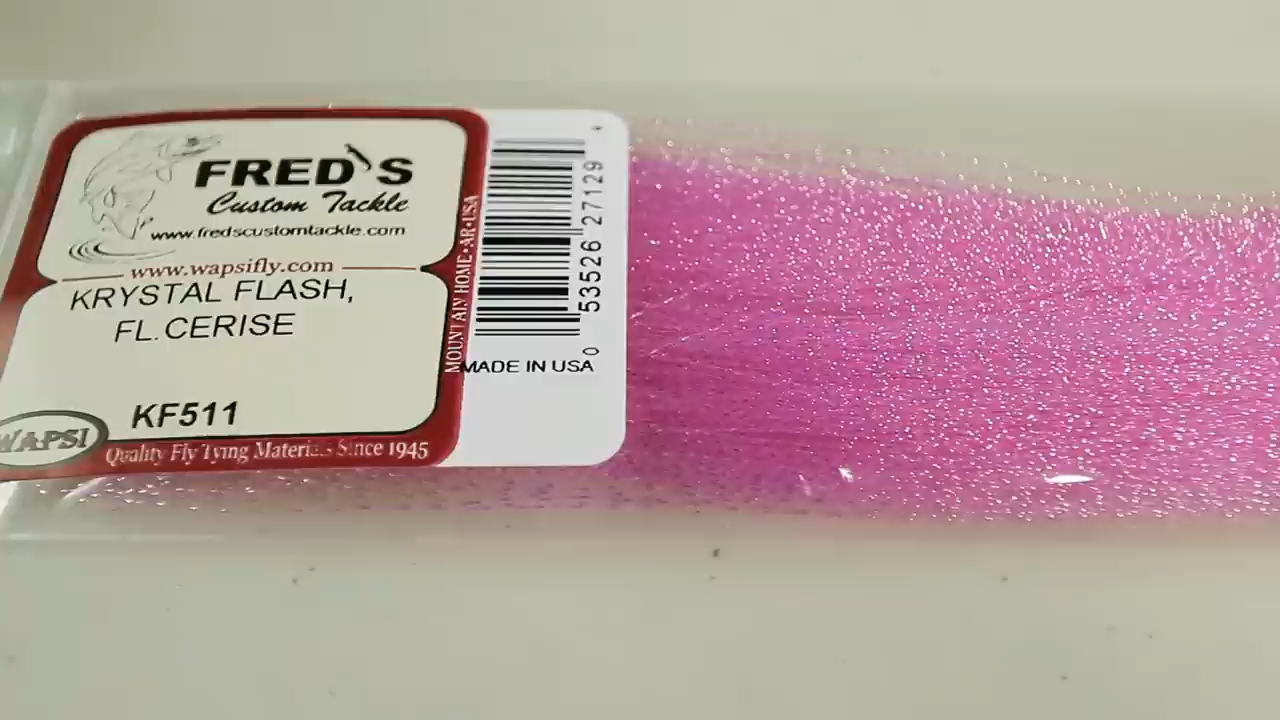 FRED'S
Custom Tackle
www.fredscustomtackle.com
www.wapsifly.com
KRYSTAL FLASH,
FL.CERISE
KF511
WAPSI
Quality Fly Tying Materials Since 1945
MOUNTAIN HOME•AR•USA
0 53526 27129 4
MADE IN USA